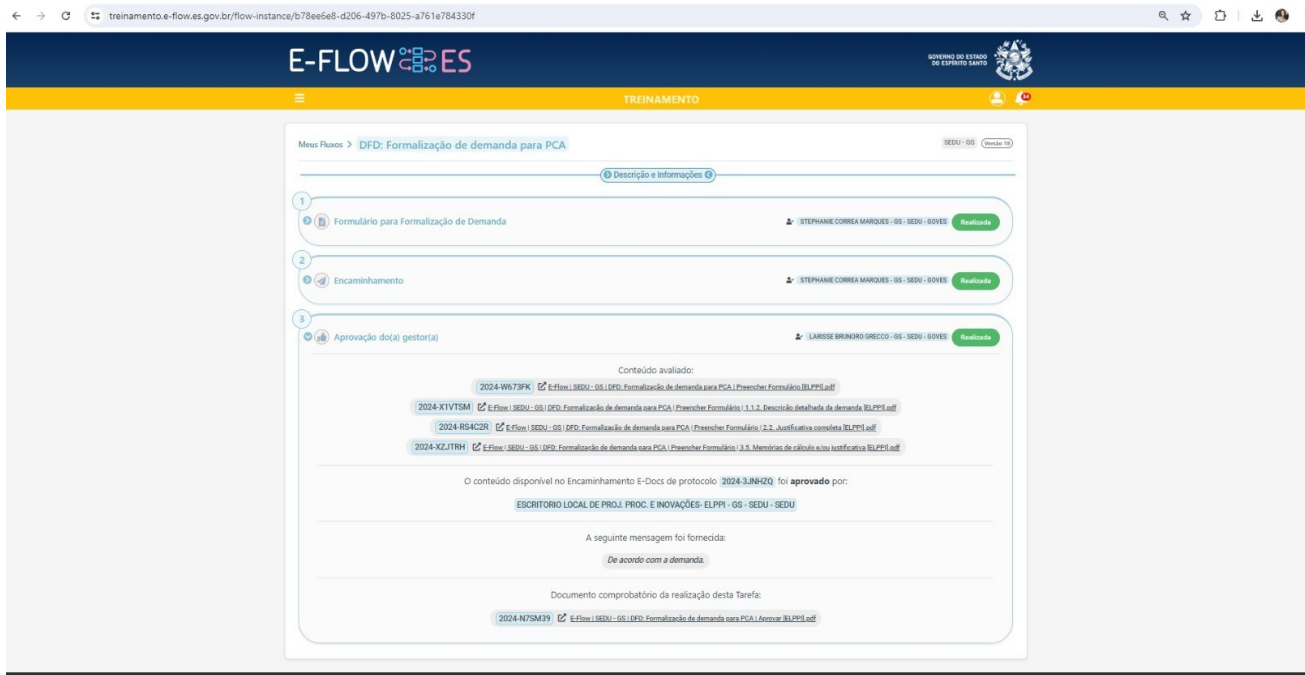 treinamento.e-flow.es.gov.br/flow-instance/b78ee6e8-d206-497b-8025-a761e784330f
E-FLOW ES
GOVERNO DO ESTADO
DO ESPÍRITO SANTO
TREINAMENTO
Meus Fluxos > DFD: Formalização de demanda para PCA
SEDU - GS Versão 16
Descrição e Informações
1
Formulário para Formalização de Demanda STEPHANIE CORREA MARQUES - GS - SEDU - GOVES Realizada
2
Encaminhamento STEPHANIE CORREA MARQUES - GS - SEDU - GOVES Realizada
3
Aprovação do(a) gestor(a) LARISSE BRUNORO GRECCO - GS - SEDU - GOVES Realizada
Conteúdo avaliado:
2024-W673FK E-Flow | SEDU - GS | DFD: Formalização de demanda para PCA | Preencher Formulário [ELPPI].pdf
2024-X1VTSM E-Flow | SEDU - GS | DFD: Formalização de demanda para PCA | Preencher Formulário | 1.1.2. Descrição detalhada da demanda [ELPPI].pdf
2024-RS4C2R E-Flow | SEDU - GS | DFD: Formalização de demanda para PCA | Preencher Formulário | 2.2. Justificativa completa [ELPPI].pdf
2024-XZJTRH E-Flow | SEDU - GS | DFD: Formalização de demanda para PCA | Preencher Formulário | 3.5. Memórias de cálculo e/ou justificativa [ELPPI].pdf
O conteúdo disponível no Encaminhamento E-Docs de protocolo 2024-3JNHZQ foi aprovado por:
ESCRITORIO LOCAL DE PROJ. PROC. E INOVAÇÕES- ELPPI - GS - SEDU - SEDU
A seguinte mensagem foi fornecida:
De acordo com a demanda.
Documento comprobatório da realização desta Tarefa:
2024-N7SM39 E-Flow | SEDU - GS | DFD: Formalização de demanda para PCA | Aprovar [ELPPI].pdf